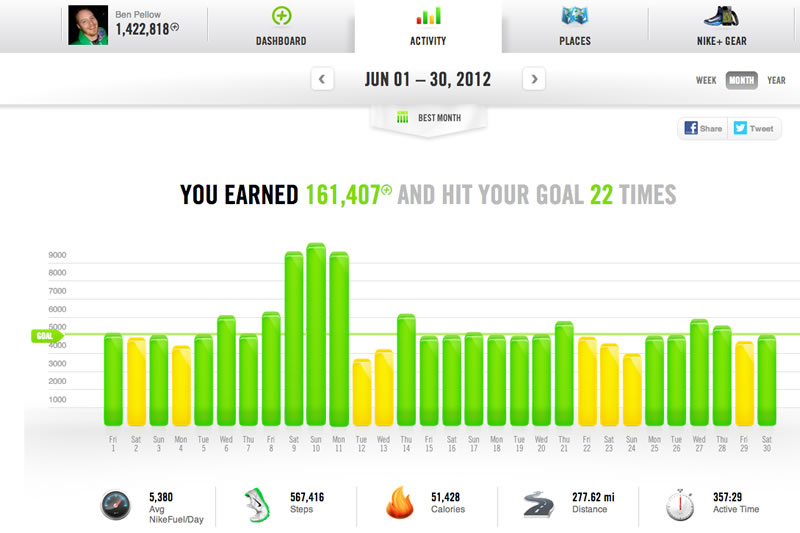 Ben Pellow
1,422,818
DASHBOARD
ACTIVITY
PLACES
NIKE+ GEAR
JUN 01 – 30, 2012
WEEK MONTH YEAR
BEST MONTH
Share
Tweet
YOU EARNED 161,407 AND HIT YOUR GOAL 22 TIMES
9000
8000
7000
6000
5000
GOAL
4000
3000
2000
1000
Fri Sat Sun Mon Tue Wed Thu Fri Sat Sun Mon Tue Wed Thu Fri Sat Sun Mon Tue Wed Thu Fri Sat Sun Mon Tue Wed Thu Fri Sat
1 2 3 4 5 6 7 8 9 10 11 12 13 14 15 16 17 18 19 20 21 22 23 24 25 26 27 28 29 30
5,380
Avg
NikeFuel/Day
567,416
Steps
51,428
Calories
277.62 mi
Distance
357:29
Active Time